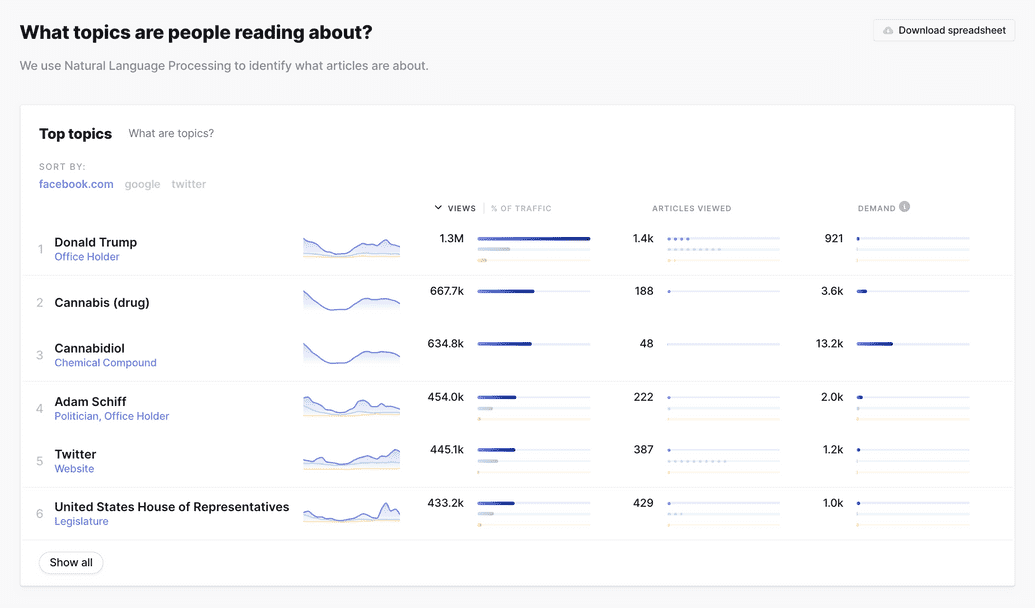 What topics are people reading about?
Download spreadsheet
We use Natural Language Processing to identify what articles are about.
Top topics What are topics?
SORT BY:
facebook.com google twitter
VIEWS % OF TRAFFIC ARTICLES VIEWED DEMAND i
1 Donald Trump 1.3M 1.4k 921
Office Holder
2 Cannabis (drug) 667.7k 188 3.6k
3 Cannabidiol 634.8k 48 13.2k
Chemical Compound
4 Adam Schiff 454.0k 222 2.0k
Politician, Office Holder
5 Twitter 445.1k 387 1.2k
Website
6 United States House of Representatives 433.2k 429 1.0k
Legislature
Show all